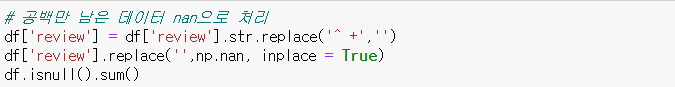 # 공백만 남은 데이터 nan으로 처리
df['review'] = df['review'].str.replace('^ +','')
df['review'].replace('',np.nan, inplace = True)
df.isnull().sum()